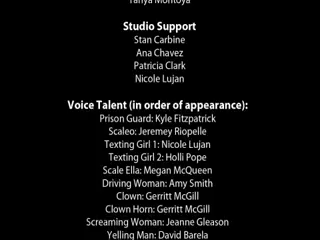 Tanya Montoya
Studio Support
Stan Carbine
Ana Chavez
Patricia Clark
Nicole Lujan
Voice Talent (in order of appearance):
Prison Guard: Kyle Fitzpatrick
Scaleo: Jeremey Riopelle
Texting Girl 1: Nicole Lujan
Texting Girl 2: Holli Pope
Scale Ella: Megan McQueen
Driving Woman: Amy Smith
Clown: Gerritt McGill
Clown Horn: Gerritt McGill
Screaming Woman: Jeanne Gleason
Yelling Man: David Barela